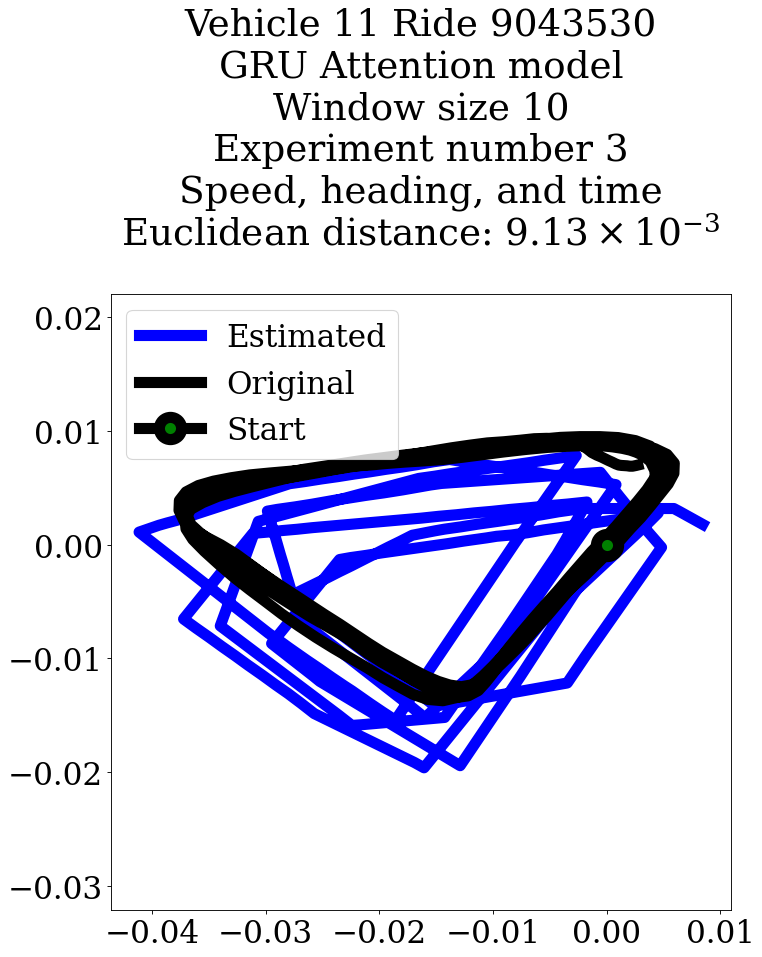 Vehicle 11 Ride 9043530
GRU Attention model
Window size 10
Experiment number 3
Speed, heading, and time
Euclidean distance: 9.13 × 10⁻³
0.02
0.01
0.00
−0.01
−0.02
−0.03
Estimated
Original
Start
−0.04 −0.03 −0.02 −0.01 0.00 0.01